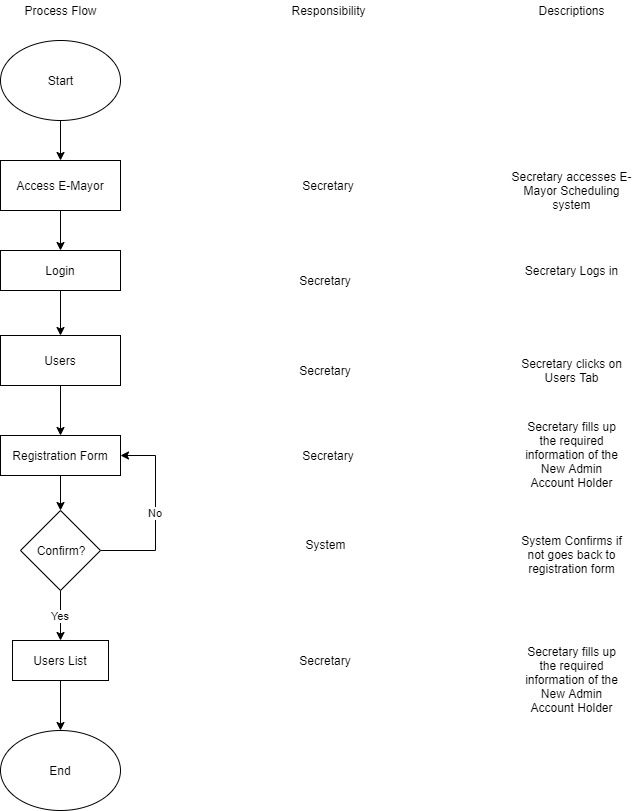 Process Flow
Responsibility
Descriptions
Start
Access E-Mayor
Secretary
Secretary accesses E-
Mayor Scheduling
system
Login
Secretary
Secretary Logs in
Users
Secretary
Secretary clicks on
Users Tab
Registration Form
Secretary
Secretary fills up
the required
information of the
New Admin
Account Holder
No
Confirm?
System
System Confirms if
not goes back to
registration form
Yes
Users List
Secretary
Secretary fills up
the required
information of the
New Admin
Account Holder
End